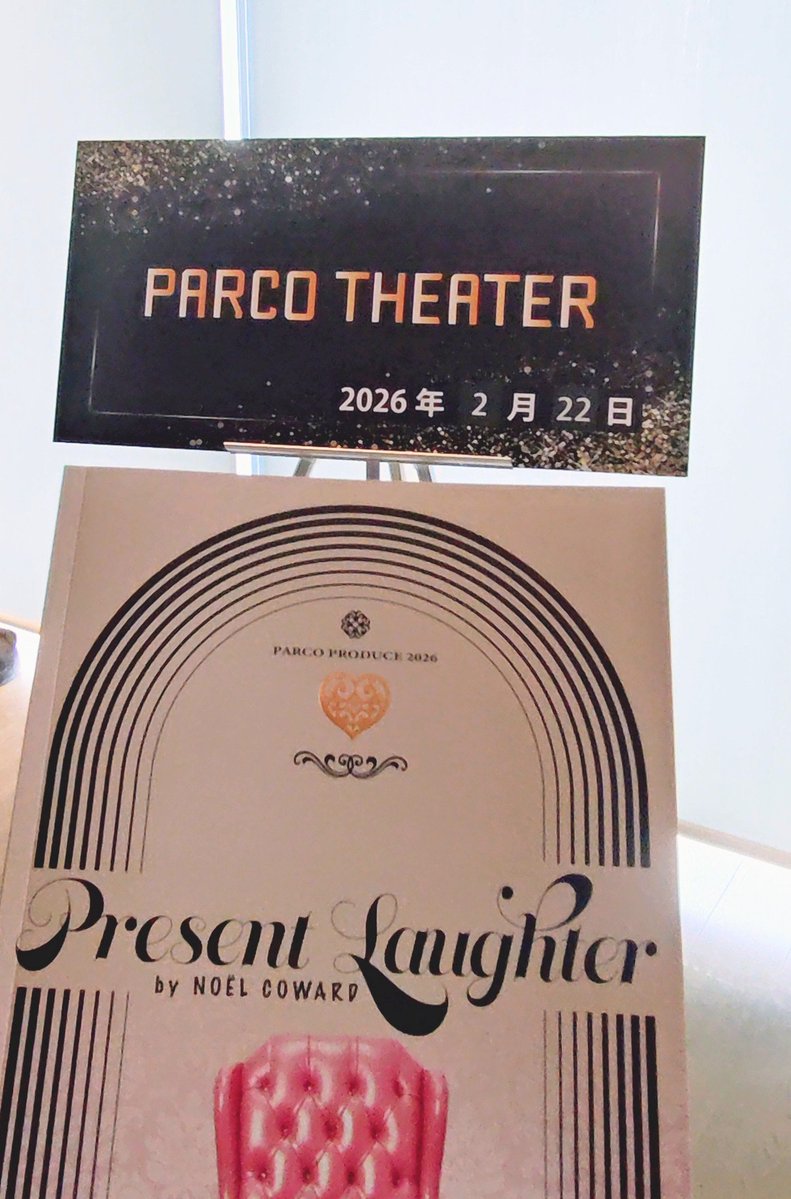 PARCO THEATER
2026年 2月 22日
PARCO PRODUCE 2026
Present Laughter
by NOËL COWARD